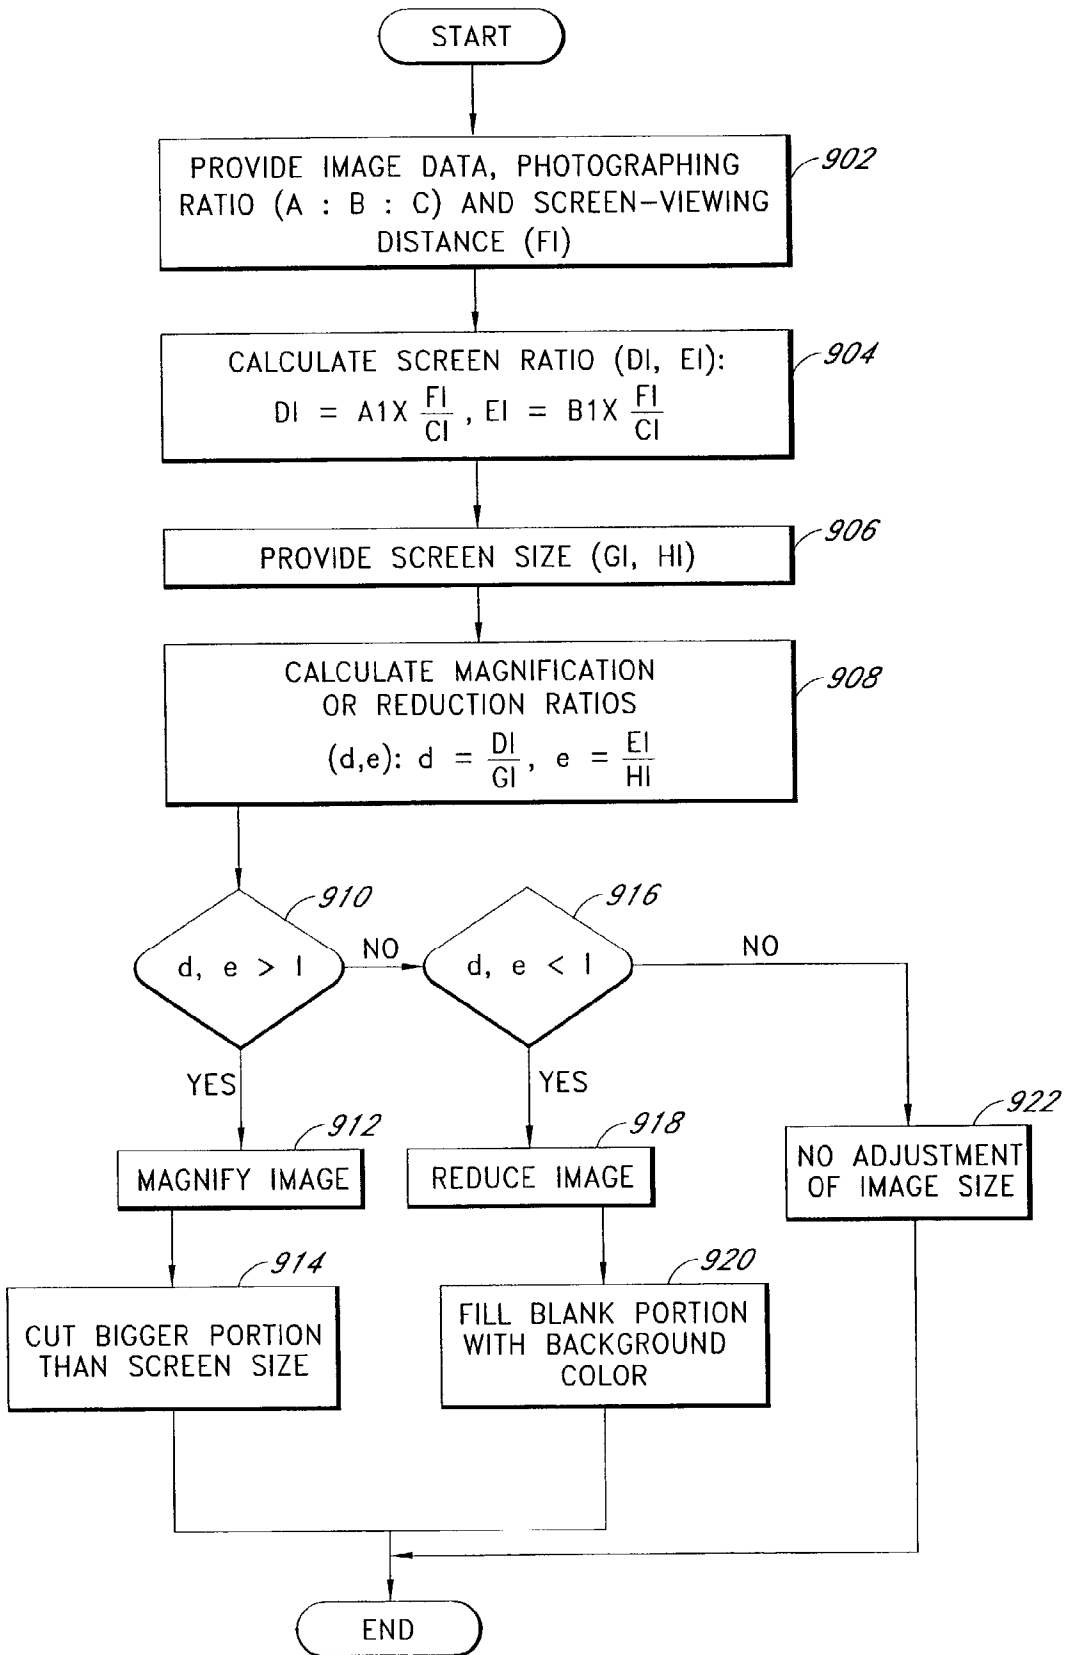 START
902
PROVIDE IMAGE DATA, PHOTOGRAPHING
RATIO (A : B : C) AND SCREEN-VIEWING
DISTANCE (FI)
904
CALCULATE SCREEN RATIO (DI, EI):
DI = A1X FI/CI, EI = B1X FI/CI
906
PROVIDE SCREEN SIZE (GI, HI)
908
CALCULATE MAGNIFICATION
OR REDUCTION RATIOS
(d,e): d = DI/GI, e = EI/HI
910
d, e > I
NO
916
d, e < I
NO
YES
YES
912
MAGNIFY IMAGE
918
REDUCE IMAGE
922
NO ADJUSTMENT
OF IMAGE SIZE
914
CUT BIGGER PORTION
THAN SCREEN SIZE
920
FILL BLANK PORTION
WITH BACKGROUND
COLOR
END